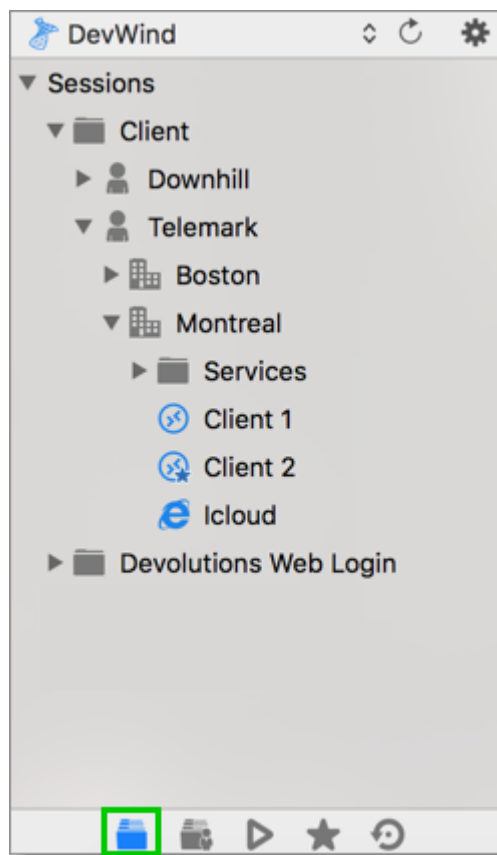 DevWind
Sessions
Client
Downhill
Telemark
Boston
Montreal
Services
Client 1
Client 2
Icloud
Devolutions Web Login